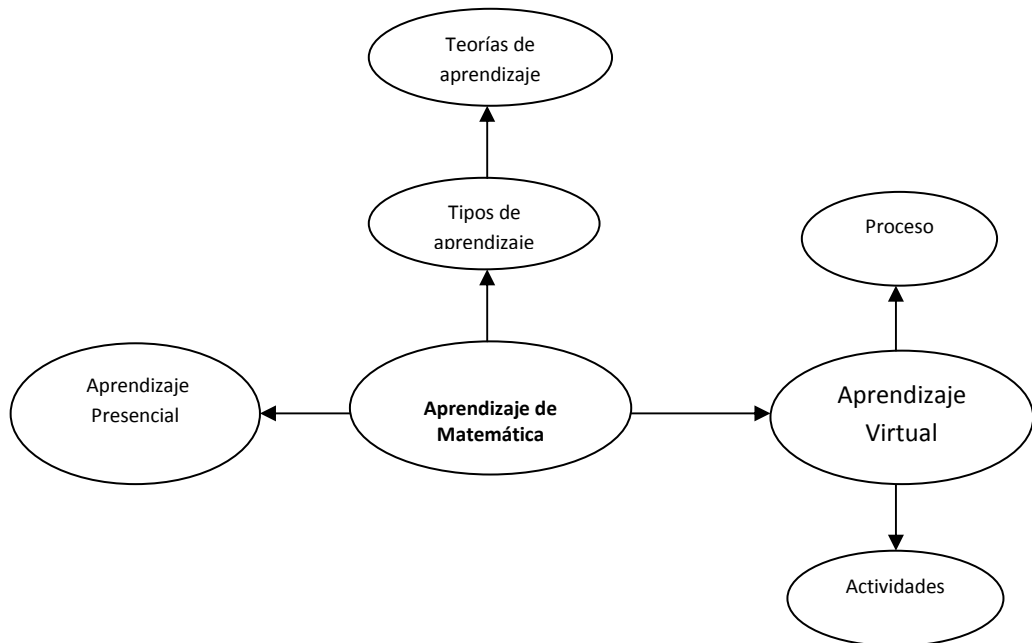 Teorías de
aprendizaje
Tipos de
aprendizaje
Proceso
Aprendizaje
Presencial
Aprendizaje de
Matemática
Aprendizaje
Virtual
Actividades